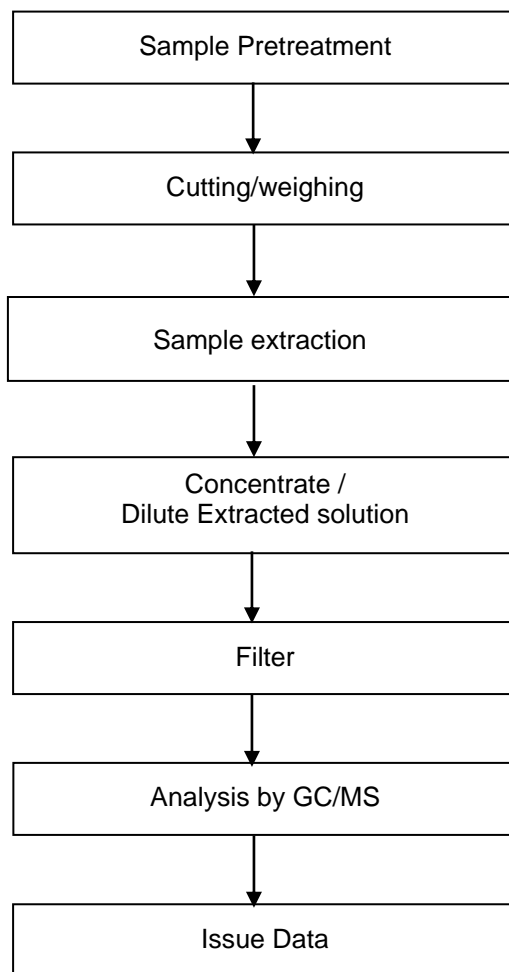 Sample Pretreatment
Cutting/weighing
Sample extraction
Concentrate /
Dilute Extracted solution
Filter
Analysis by GC/MS
Issue Data